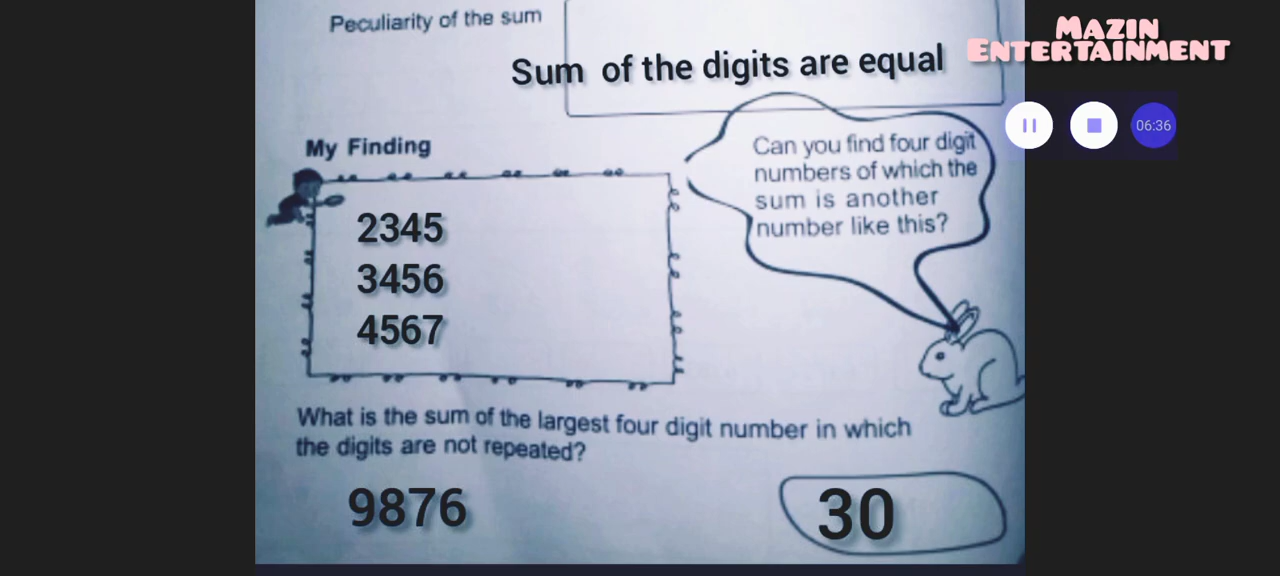 Peculiarity of the sum
Sum of the digits are equal
MAZIN
ENTERTAINMENT
06:36
My Finding
Can you find four digit
numbers of which the
sum is another
number like this?
2345
3456
4567
What is the sum of the largest four digit number in which
the digits are not repeated?
9876
30